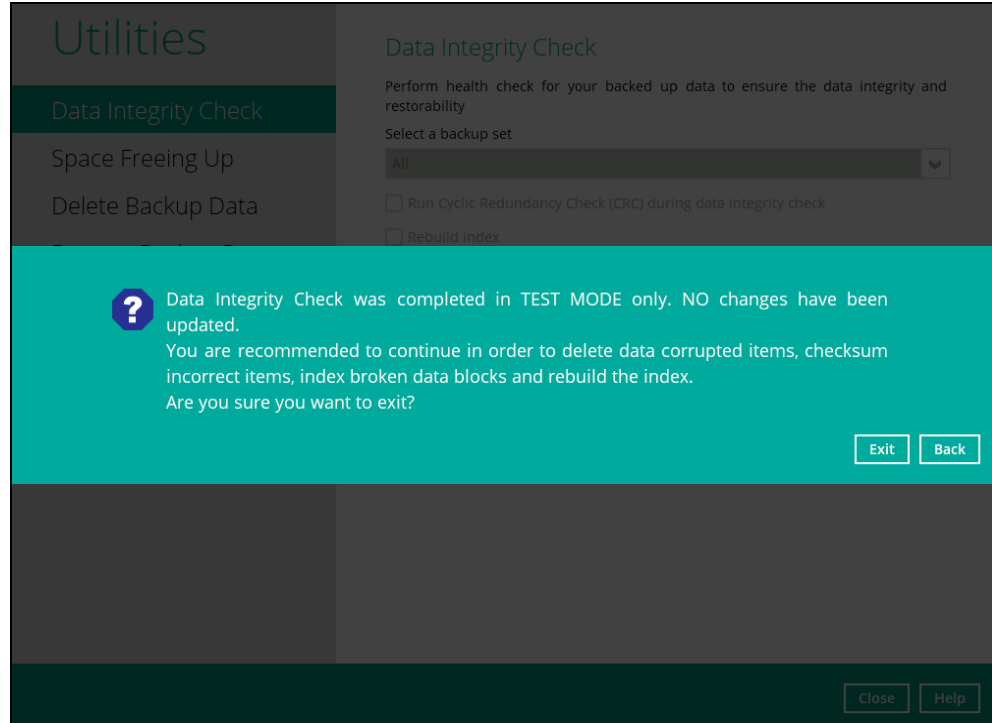 Utilities
Data Integrity Check
Space Freeing Up
Delete Backup Data
Data Integrity Check
Perform health check for your backed up data to ensure the data integrity and
restorability
Select a backup set
All
Run Cyclic Redundancy Check (CRC) during data integrity check
Rebuild index
Data Integrity Check was completed in TEST MODE only. NO changes have been
updated.
You are recommended to continue in order to delete data corrupted items, checksum
incorrect items, index broken data blocks and rebuild the index.
Are you sure you want to exit?
Exit Back
Close Help